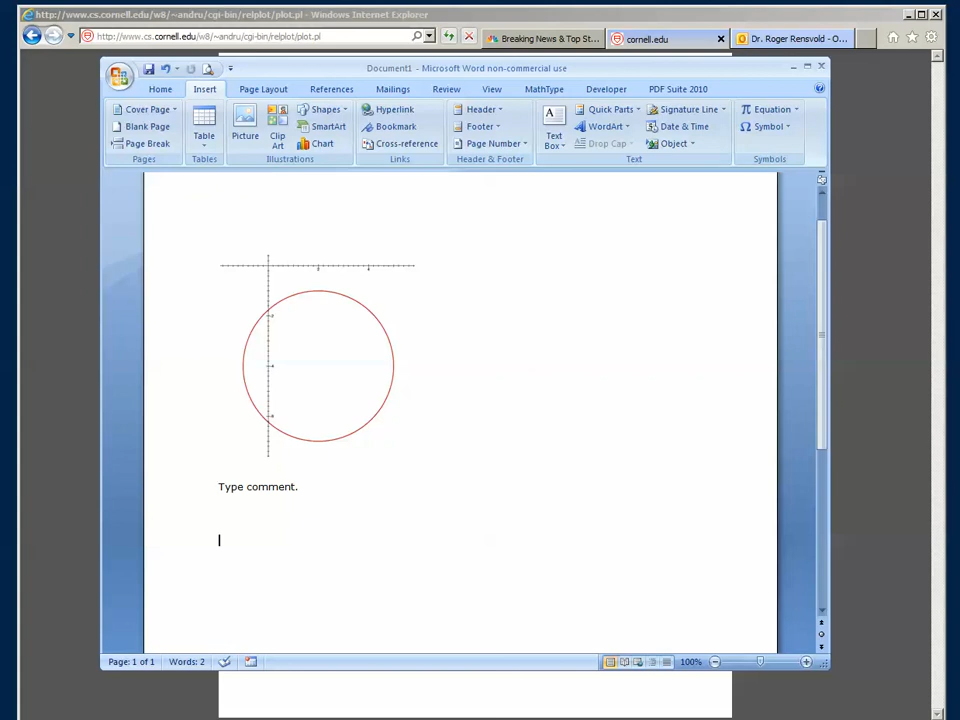 http://www.cs.cornell.edu/w8/~andru/cgi-bin/relplot/plot.pl - Windows Internet Explorer
http://www.cs.cornell.edu/w8/~andru/cgi-bin/relplot/plot.pl Breaking News & Top St... cornell.edu Dr. Roger Rensvold - O...
Document1 - Microsoft Word non-commercial use
Home Insert Page Layout References Mailings Review View MathType Developer PDF Suite 2010
Cover Page
Blank Page
Page Break
Pages
Table
Tables
Picture
Clip Art
Shapes
SmartArt
Chart
Illustrations
Hyperlink
Bookmark
Cross-reference
Links
Header
Footer
Page Number
Header & Footer
Text Box
Quick Parts
WordArt
Drop Cap
Signature Line
Date & Time
Object
Text
Equation
Symbol
Symbols
Type comment.
Page: 1 of 1 Words: 2 100%